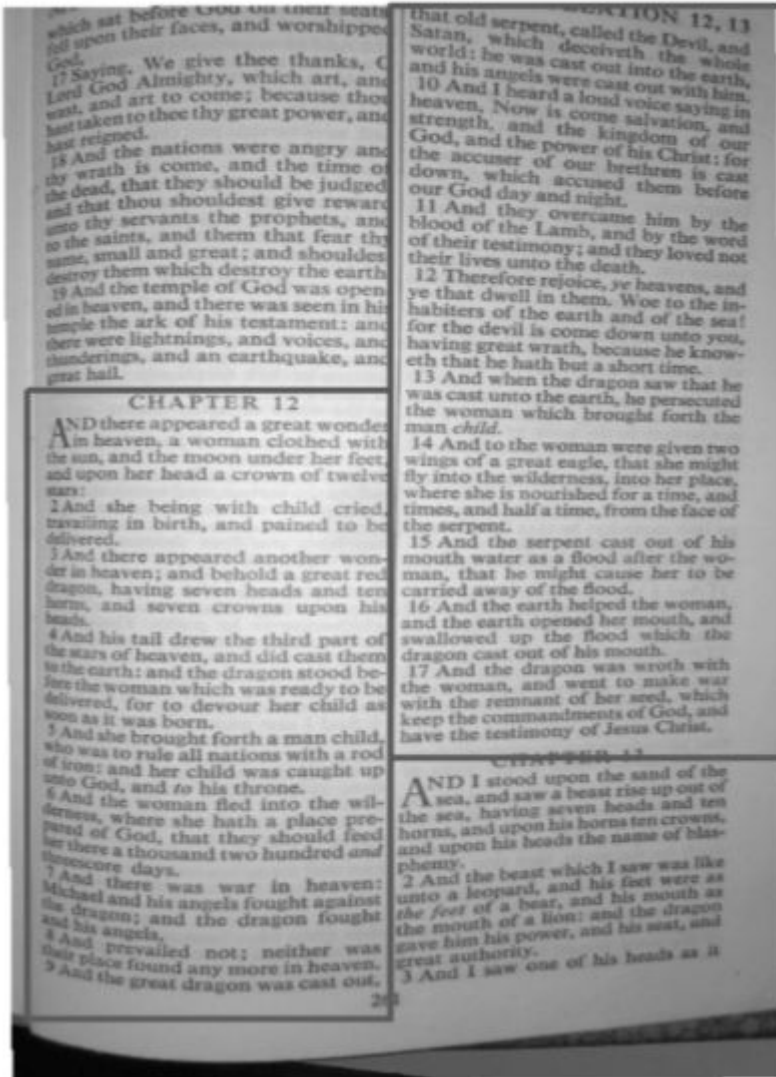 which sat before God on their seats,
fell upon their faces, and worshipped
God,
17 Saying, We give thee thanks, O
Lord God Almighty, which art, and
wast, and art to come; because thou
hast taken to thee thy great power, and
hast reigned.
18 And the nations were angry and
thy wrath is come, and the time of
the dead, that they should be judged
and that thou shouldest give reward
unto thy servants the prophets, and
to the saints, and them that fear thy
name, small and great; and shouldes
destroy them which destroy the earth
19 And the temple of God was open-
ed in heaven, and there was seen in his
temple the ark of his testament: and
there were lightnings, and voices, and
thunderings, and an earthquake, and
great hail.
CHAPTER 12
AND there appeared a great wonder
in heaven, a woman clothed with
the sun, and the moon under her feet,
and upon her head a crown of twelve
stars:
2 And she being with child cried,
travailing in birth, and pained to be
delivered.
3 And there appeared another won-
der in heaven; and behold a great red
dragon, having seven heads and ten
horns, and seven crowns upon his
heads.
4 And his tail drew the third part of
the stars of heaven, and did cast them
to the earth: and the dragon stood be-
fore the woman which was ready to be
delivered, for to devour her child as
soon as it was born.
5 And she brought forth a man child,
who was to rule all nations with a rod
of iron: and her child was caught up
unto God, and to his throne.
6 And the woman fled into the wil-
derness, where she hath a place pre-
pared of God, that they should feed
her there a thousand two hundred and
threescore days.
7 And there was war in heaven:
Michael and his angels fought against
the dragon; and the dragon fought
and his angels,
8 And prevailed not; neither was
their place found any more in heaven.
9 And the great dragon was cast out,
12, 13
that old serpent, called the Devil, and
Satan, which deceiveth the whole
world: he was cast out into the earth,
and his angels were cast out with him.
10 And I heard a loud voice saying in
heaven, Now is come salvation, and
strength, and the kingdom of our
God, and the power of his Christ: for
the accuser of our brethren is cast
down, which accused them before
our God day and night.
11 And they overcame him by the
blood of the Lamb, and by the word
of their testimony; and they loved not
their lives unto the death.
12 Therefore rejoice, ye heavens, and
ye that dwell in them. Woe to the in-
habiters of the earth and of the sea!
for the devil is come down unto you,
having great wrath, because he know-
eth that he hath but a short time.
13 And when the dragon saw that he
was cast unto the earth, he persecuted
the woman which brought forth the
man child.
14 And to the woman were given two
wings of a great eagle, that she might
fly into the wilderness, into her place,
where she is nourished for a time, and
times, and half a time, from the face of
the serpent.
15 And the serpent cast out of his
mouth water as a flood after the wo-
man, that he might cause her to be
carried away of the flood.
16 And the earth helped the woman,
and the earth opened her mouth, and
swallowed up the flood which the
dragon cast out of his mouth.
17 And the dragon was wroth with
the woman, and went to make war
with the remnant of her seed, which
keep the commandments of God, and
have the testimony of Jesus Christ.
CHAPTER 13
AND I stood upon the sand of the
sea, and saw a beast rise up out of
the sea, having seven heads and ten
horns, and upon his horns ten crowns,
and upon his heads the name of blas-
phemy.
2 And the beast which I saw was like
unto a leopard, and his feet were as
the feet of a bear, and his mouth as
the mouth of a lion: and the dragon
gave him his power, and his seat, and
great authority.
3 And I saw one of his heads as it